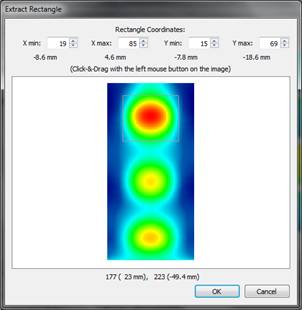 Extract Rectangle
Rectangle Coordinates:
X min: 19 X max: 85 Y min: 15 Y max: 69
-8.6 mm 4.6 mm -7.8 mm -18.6 mm
(Click-&-Drag with the left mouse button on the image)
177 ( 23 mm), 223 (-49.4 mm)
OK Cancel